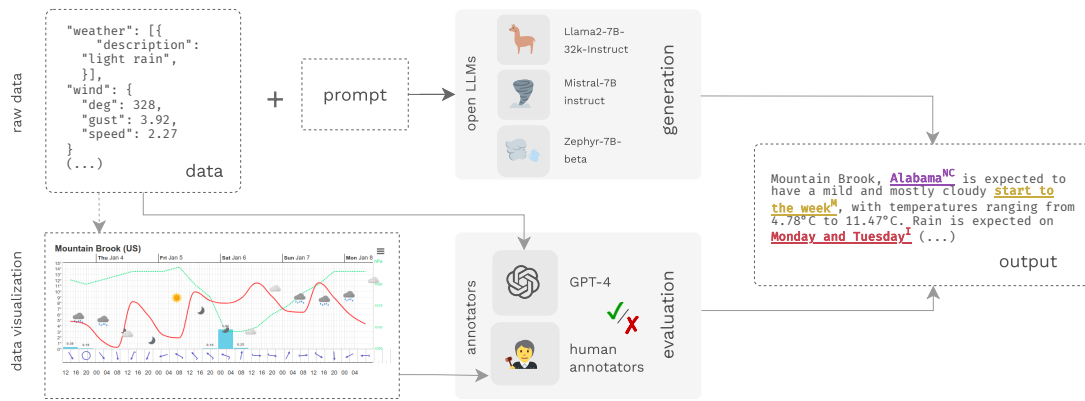 raw data
"weather": [{
"description":
"light rain",
}],
"wind": {
"deg": 328,
"gust": 3.92,
"speed": 2.27
}
(...)
data
+
prompt
open LLMs
Llama2-7B-
32k-Instruct
Mistral-7B
instruct
Zephyr-7B-
beta
generation
Mountain Brook, Alabama^NC is expected to
have a mild and mostly cloudy start to
the week^M, with temperatures ranging from
4.78°C to 11.47°C. Rain is expected on
Monday and Tuesday^I (...)
output
data visualization
Mountain Brook (US)
Thu Jan 4
Fri Jan 5
Sat Jan 6
Sun Jan 7
Mon Jan 8
12 16 20 00 04 08 12 16 20 00 04 08 12 16 20 00 04 08 12 16 20 00 04 08 12 16 20 00 04
annotators
GPT-4
human
annotators
evaluation